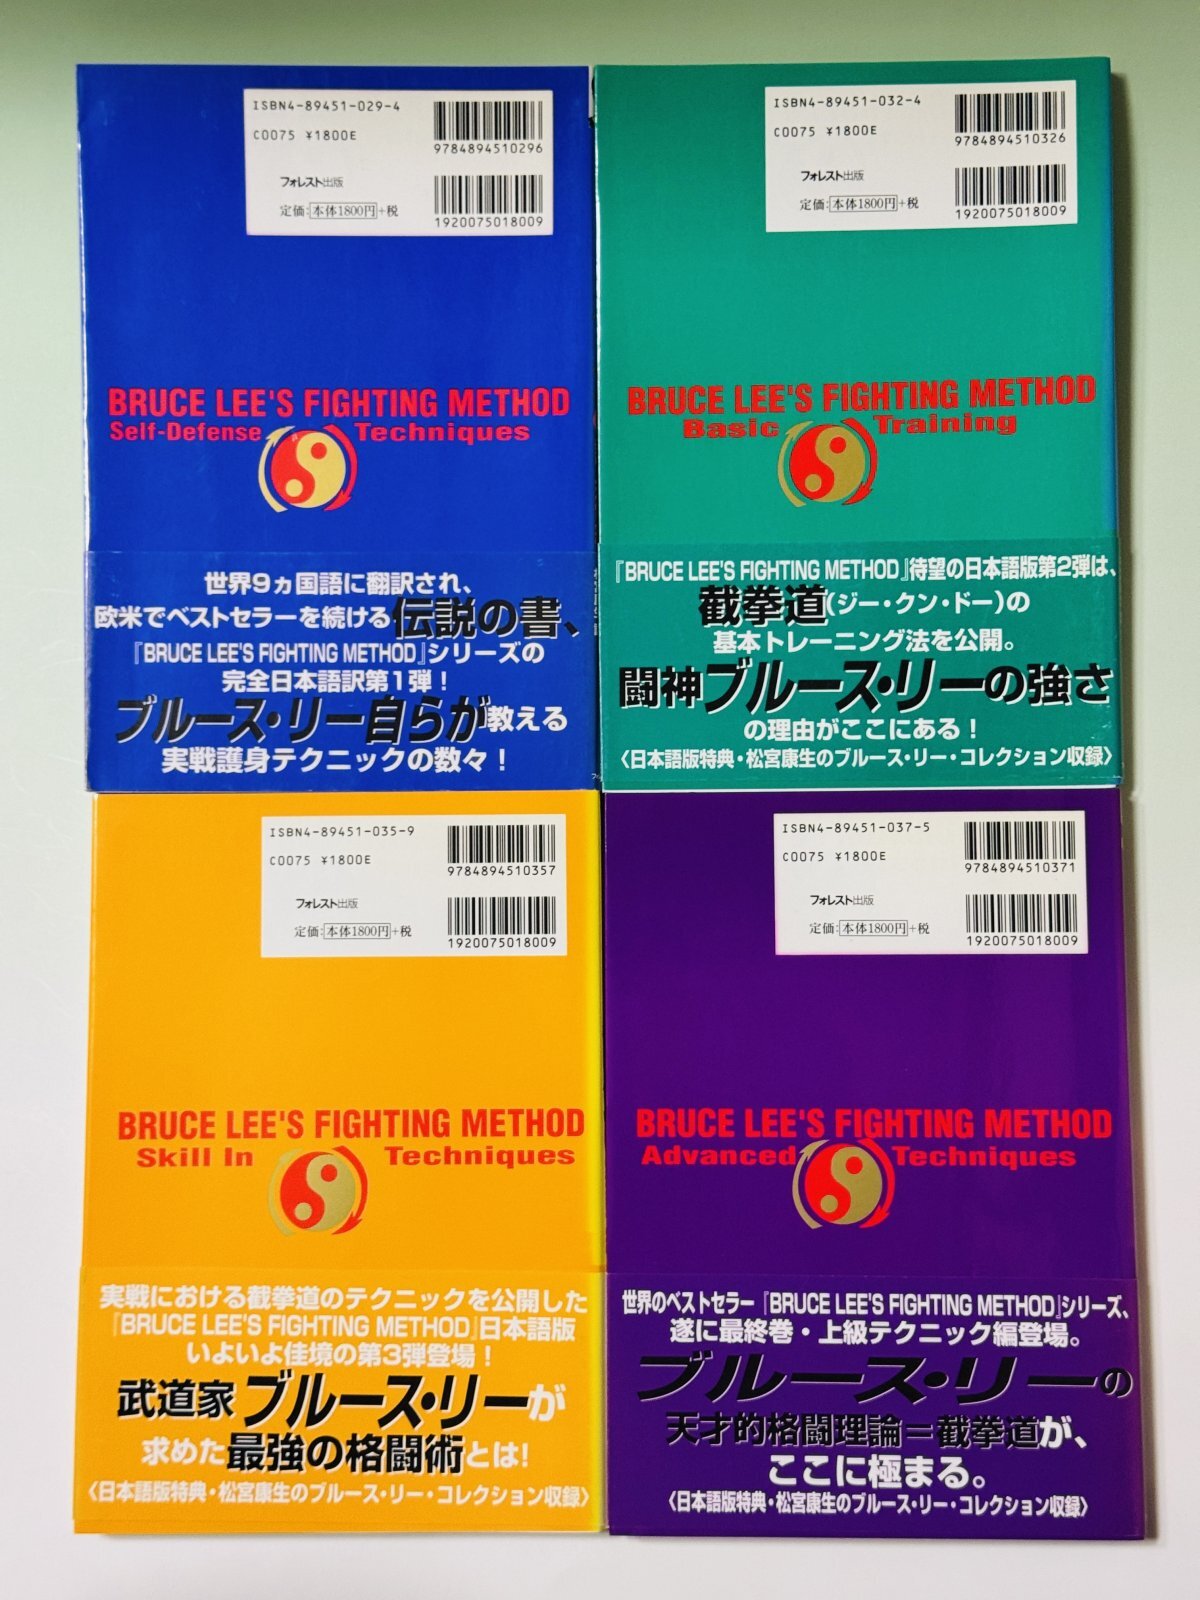 ISBN4-89451-029-4
C0075 ¥1800E
9784894510296
フォレスト出版
定価:本体1800円+税
1920075018009
BRUCE LEE'S FIGHTING METHOD
Self-Defense Techniques
世界9ヵ国語に翻訳され、
欧米でベストセラーを続ける伝説の書、
『BRUCE LEE'S FIGHTING METHOD』シリーズの
完全日本語訳第1弾!
ブルース・リー自らが教える
実戦護身テクニックの数々!
ISBN4-89451-032-4
C0075 ¥1800E
9784894510326
フォレスト出版
定価:本体1800円+税
1920075018009
BRUCE LEE'S FIGHTING METHOD
Basic Training
『BRUCE LEE'S FIGHTING METHOD』待望の日本語版第2弾は、
截拳道(ジー・クン・ドー)の
基本トレーニング法を公開。
闘神ブルース・リーの強さ
の理由がここにある!
〈日本語版特典・松宮康生のブルース・リー・コレクション収録〉
ISBN4-89451-035-9
C0075 ¥1800E
9784894510357
フォレスト出版
定価:本体1800円+税
1920075018009
BRUCE LEE'S FIGHTING METHOD
Skill In Techniques
実戦における截拳道のテクニックを公開した
『BRUCE LEE'S FIGHTING METHOD』日本語版
いよいよ佳境の第3弾登場!
武道家ブルース・リーが
求めた最強の格闘術とは!
〈日本語版特典・松宮康生のブルース・リー・コレクション収録〉
ISBN4-89451-037-5
C0075 ¥1800E
9784894510371
フォレスト出版
定価:本体1800円+税
1920075018009
BRUCE LEE'S FIGHTING METHOD
Advanced Techniques
世界のベストセラー『BRUCE LEE'S FIGHTING METHOD』シリーズ、
遂に最終巻・上級テクニック編登場。
ブルース・リーの
天才的格闘理論=截拳道が、
ここに極まる。
〈日本語版特典・松宮康生のブルース・リー・コレクション収録〉